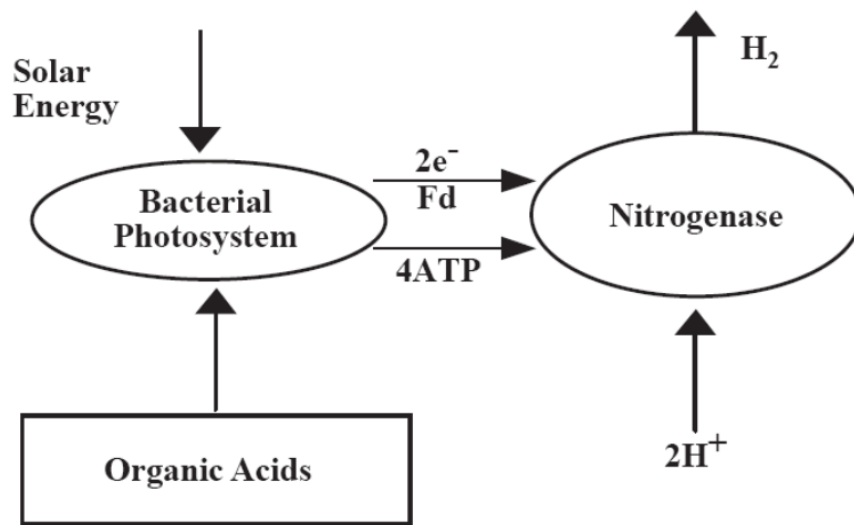 Solar
Energy
H₂
2e⁻
Fd
Bacterial
Photosystem
Nitrogenase
4ATP
Organic Acids
2H⁺